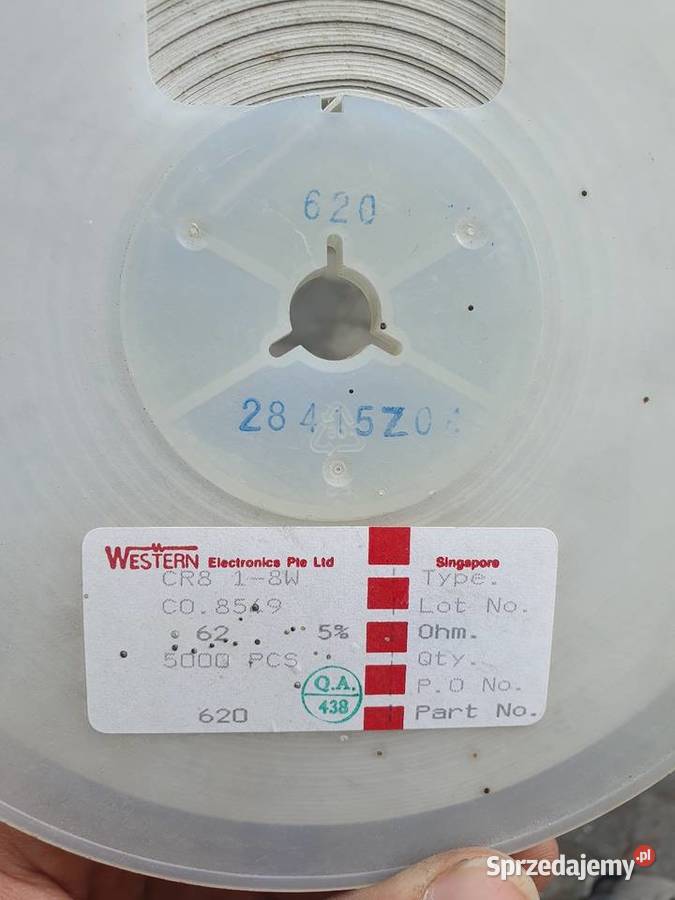 620
28415Z0
WESTERN Electronics Pte Ltd Singapore
CR8 1-8W Type.
CO.8549 Lot No.
62 5% Ohm.
5000 PCS Qty.
P.O No.
620 Part No.
Q.A.
438
Sprzedajemy.pl